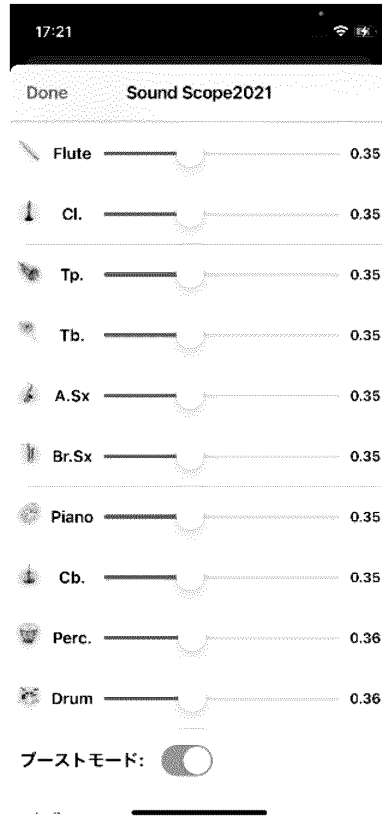 17:21
Done Sound Scope2021
Flute 0.35
Cl. 0.35
Tp. 0.35
Tb. 0.35
A.Sx 0.35
Br.Sx 0.35
Piano 0.35
Cb. 0.35
Perc. 0.36
Drum 0.36
ブーストモード: